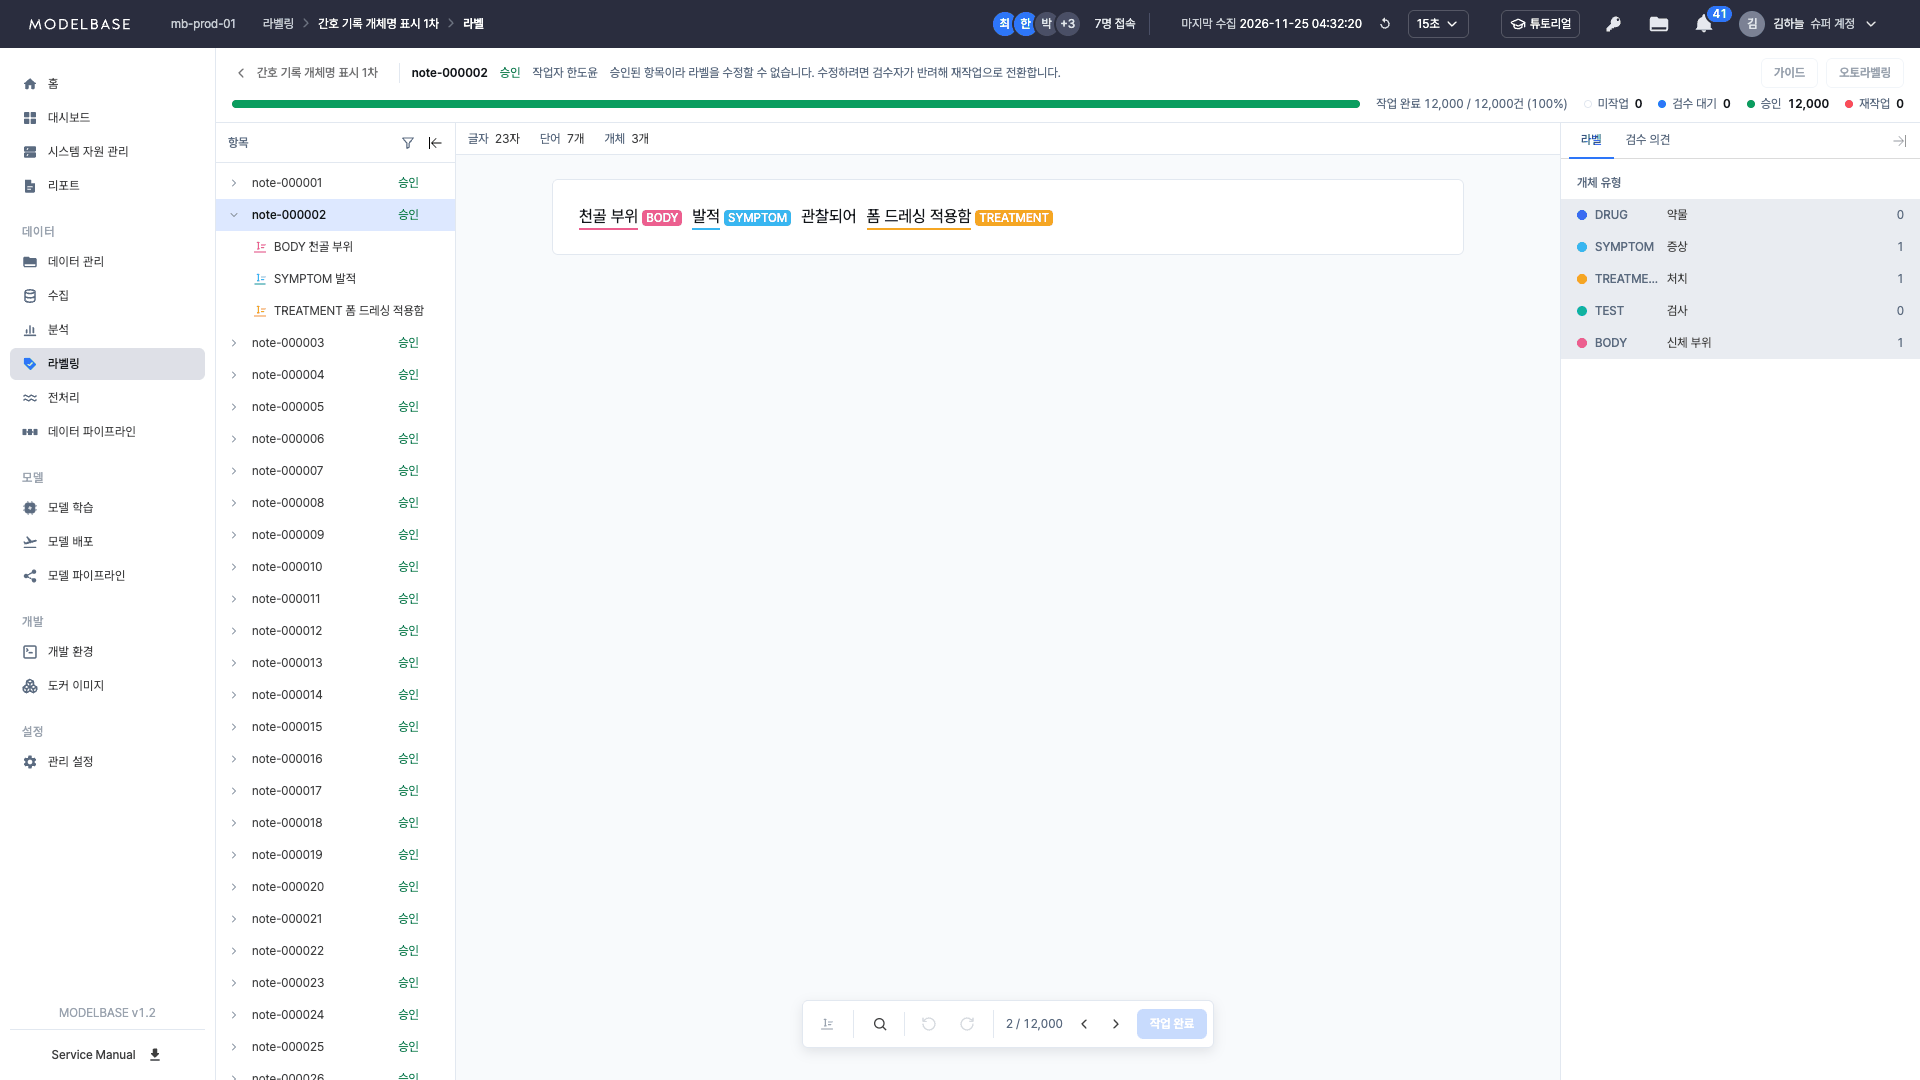 MODELBASE mb-prod-01 라벨링 간호 기록 개체명 표시 1차 라벨 최 한 박 +3 7명 접속 마지막 수집 2026-11-25 04:32:20 15초 튜토리얼 41 김 김하늘 슈퍼 계정
홈
대시보드
시스템 자원 관리
리포트
데이터
데이터 관리
수집
분석
라벨링
전처리
데이터 파이프라인
모델
모델 학습
모델 배포
모델 파이프라인
개발
개발 환경
도커 이미지
설정
관리 설정
MODELBASE v1.2
Service Manual
간호 기록 개체명 표시 1차 note-000002 승인 작업자 한도윤 승인된 항목이라 라벨을 수정할 수 없습니다. 수정하려면 검수자가 반려해 재작업으로 전환합니다. 가이드 오토라벨링
작업 완료 12,000 / 12,000건 (100%) 미작업 0 검수 대기 0 승인 12,000 재작업 0
항목
note-000001 승인
note-000002 승인
BODY 천골 부위
SYMPTOM 발적
TREATMENT 폼 드레싱 적용함
note-000003 승인
note-000004 승인
note-000005 승인
note-000006 승인
note-000007 승인
note-000008 승인
note-000009 승인
note-000010 승인
note-000011 승인
note-000012 승인
note-000013 승인
note-000014 승인
note-000015 승인
note-000016 승인
note-000017 승인
note-000018 승인
note-000019 승인
note-000020 승인
note-000021 승인
note-000022 승인
note-000023 승인
note-000024 승인
note-000025 승인
note-000026 승인
글자 23자 단어 7개 개체 3개
천골 부위 BODY 발적 SYMPTOM 관찰되어 폼 드레싱 적용함 TREATMENT
2 / 12,000 작업 완료
라벨 검수 의견
개체 유형
DRUG 약물 0
SYMPTOM 증상 1
TREATME... 처치 1
TEST 검사 0
BODY 신체 부위 1